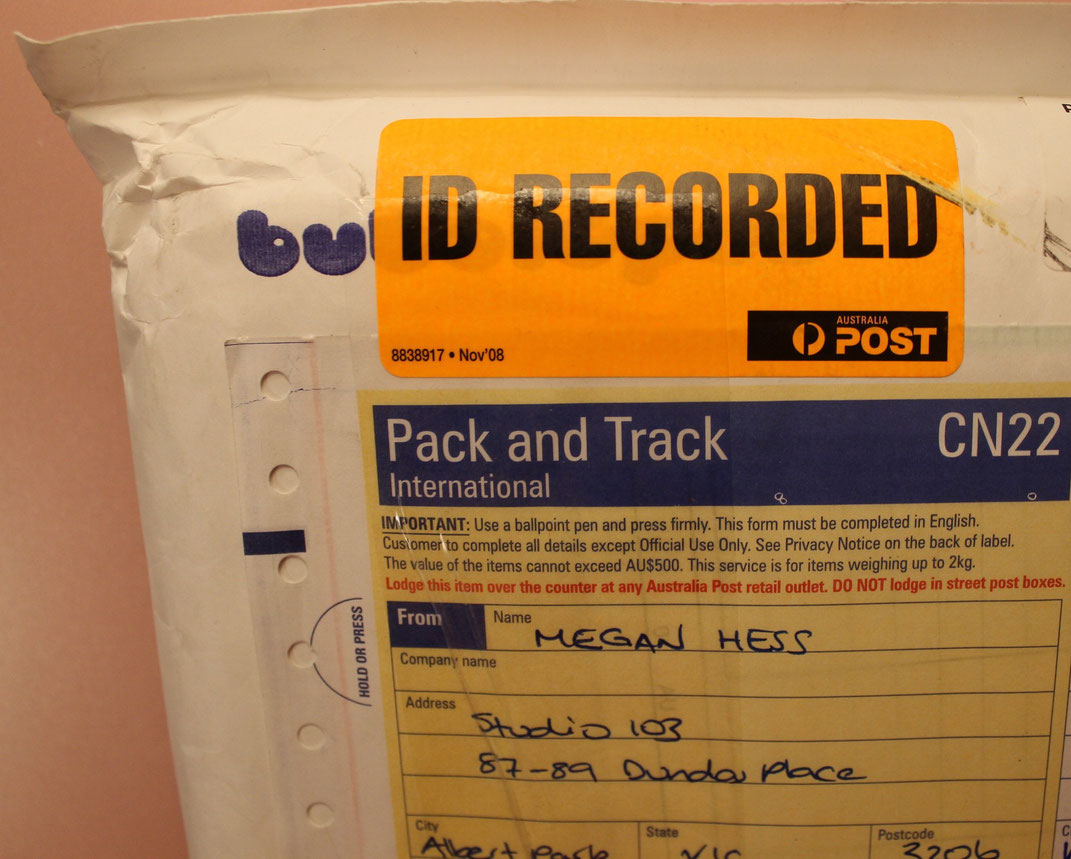 bu
ID RECORDED
8838917 • Nov'08
AUSTRALIA
POST
Pack and Track
CN22
International
IMPORTANT: Use a ballpoint pen and press firmly. This form must be completed in English.
Customer to complete all details except Official Use Only. See Privacy Notice on the back of label.
The value of the items cannot exceed AU$500. This service is for items weighing up to 2kg.
Lodge this item over the counter at any Australia Post retail outlet. DO NOT lodge in street post boxes.
HOLD OR PRESS
From
Name
MEGAN HESS
Company name
Address
Studio 103
87-89 Dundas Place
City
State
Postcode
Albert Park
VIC
3206